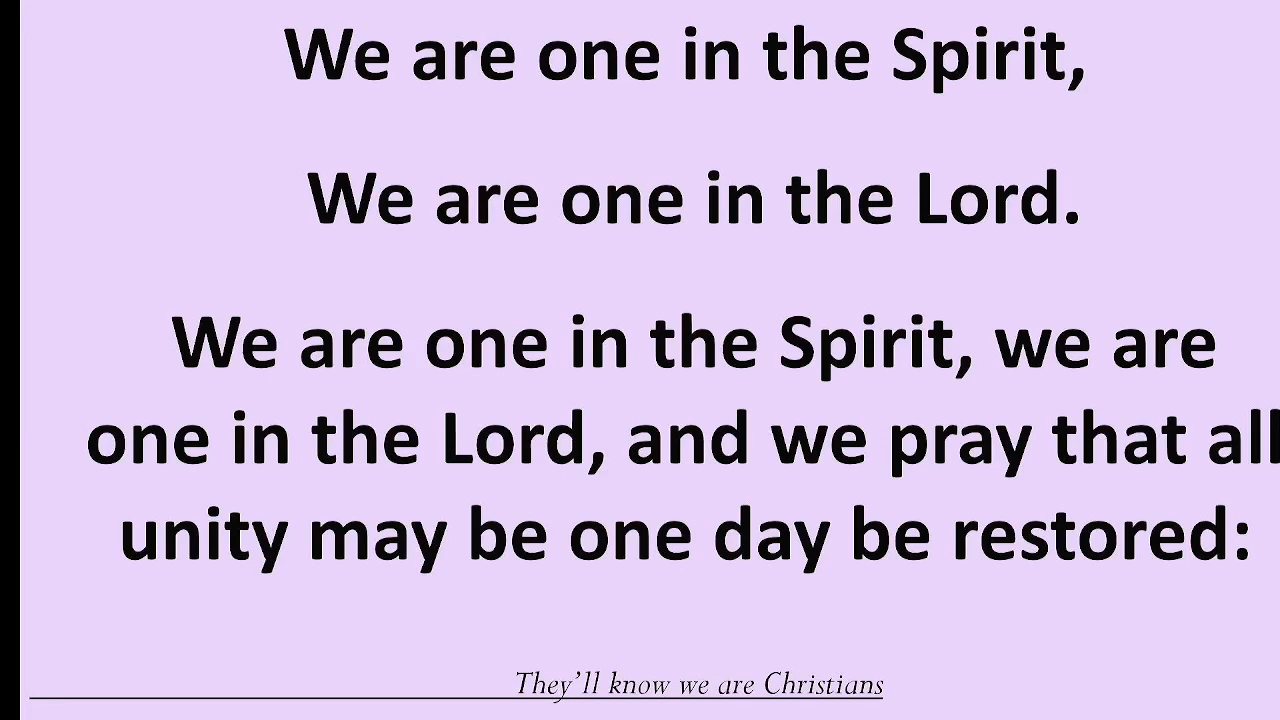 We are one in the Spirit,
We are one in the Lord.
We are one in the Spirit, we are
one in the Lord, and we pray that all
unity may be one day be restored:
They’ll know we are Christians